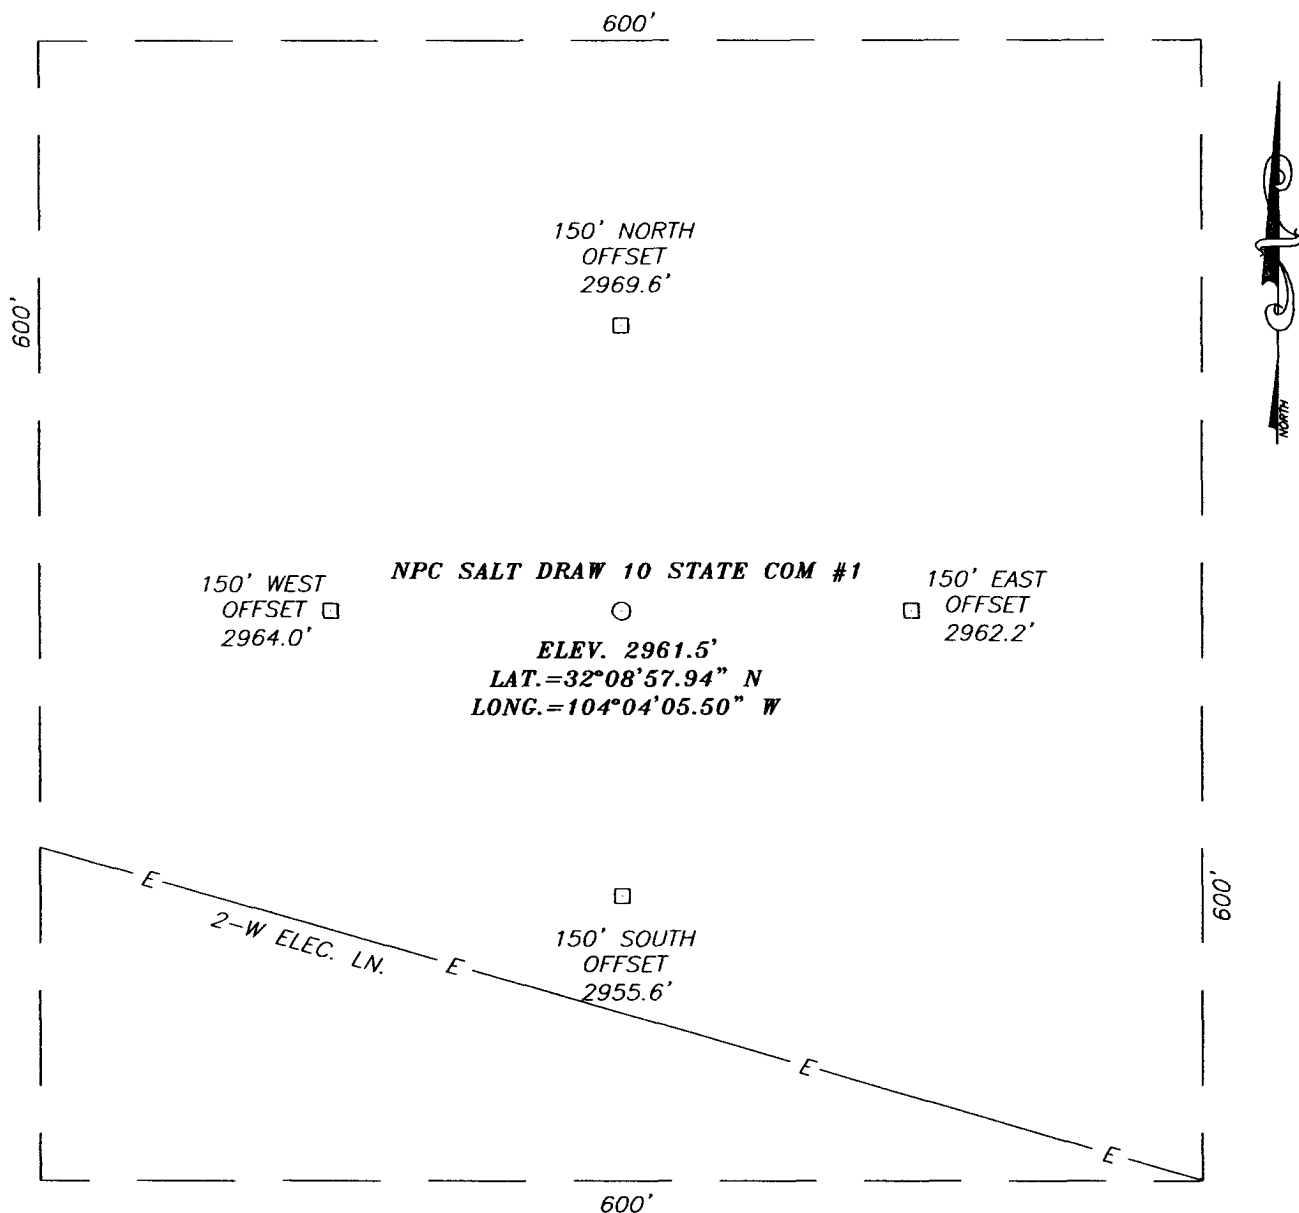 600'
150' NORTH
OFFSET
2969.6'
600'
NORTH
NPC SALT DRAW 10 STATE COM #1
150' WEST
OFFSET
2964.0'
150' EAST
OFFSET
2962.2'
ELEV. 2961.5'
LAT.=32°08'57.94" N
LONG.=104°04'05.50" W
E
2-W ELEC. LN.
E
150' SOUTH
OFFSET
2955.6'
600'
E
E
600'